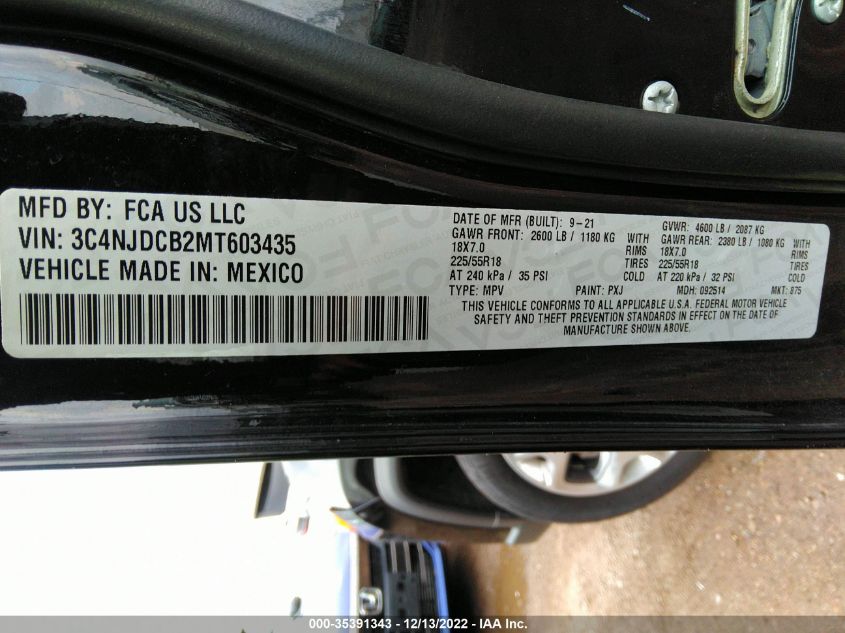 MFD BY: FCA US LLC
VIN: 3C4NJDCB2MT603435
VEHICLE MADE IN: MEXICO
DATE OF MFR (BUILT): 9-21 GVWR: 4600 LB / 2087 KG
GAWR FRONT: 2600 LB / 1180 KG WITH GAWR REAR: 2380 LB / 1080 KG WITH
18X7.0 RIMS 18X7.0 RIMS
225/55R18 TIRES 225/55R18 TIRES
AT 240 kPa / 35 PSI COLD AT 220 kPa / 32 PSI COLD
TYPE: MPV PAINT: PXJ MDH: 092514 MKT: 875
THIS VEHICLE CONFORMS TO ALL APPLICABLE U.S.A. FEDERAL MOTOR VEHICLE
SAFETY AND THEFT PREVENTION STANDARDS IN EFFECT ON THE DATE OF
MANUFACTURE SHOWN ABOVE.
000-35391343 - 12/13/2022 - IAA Inc.